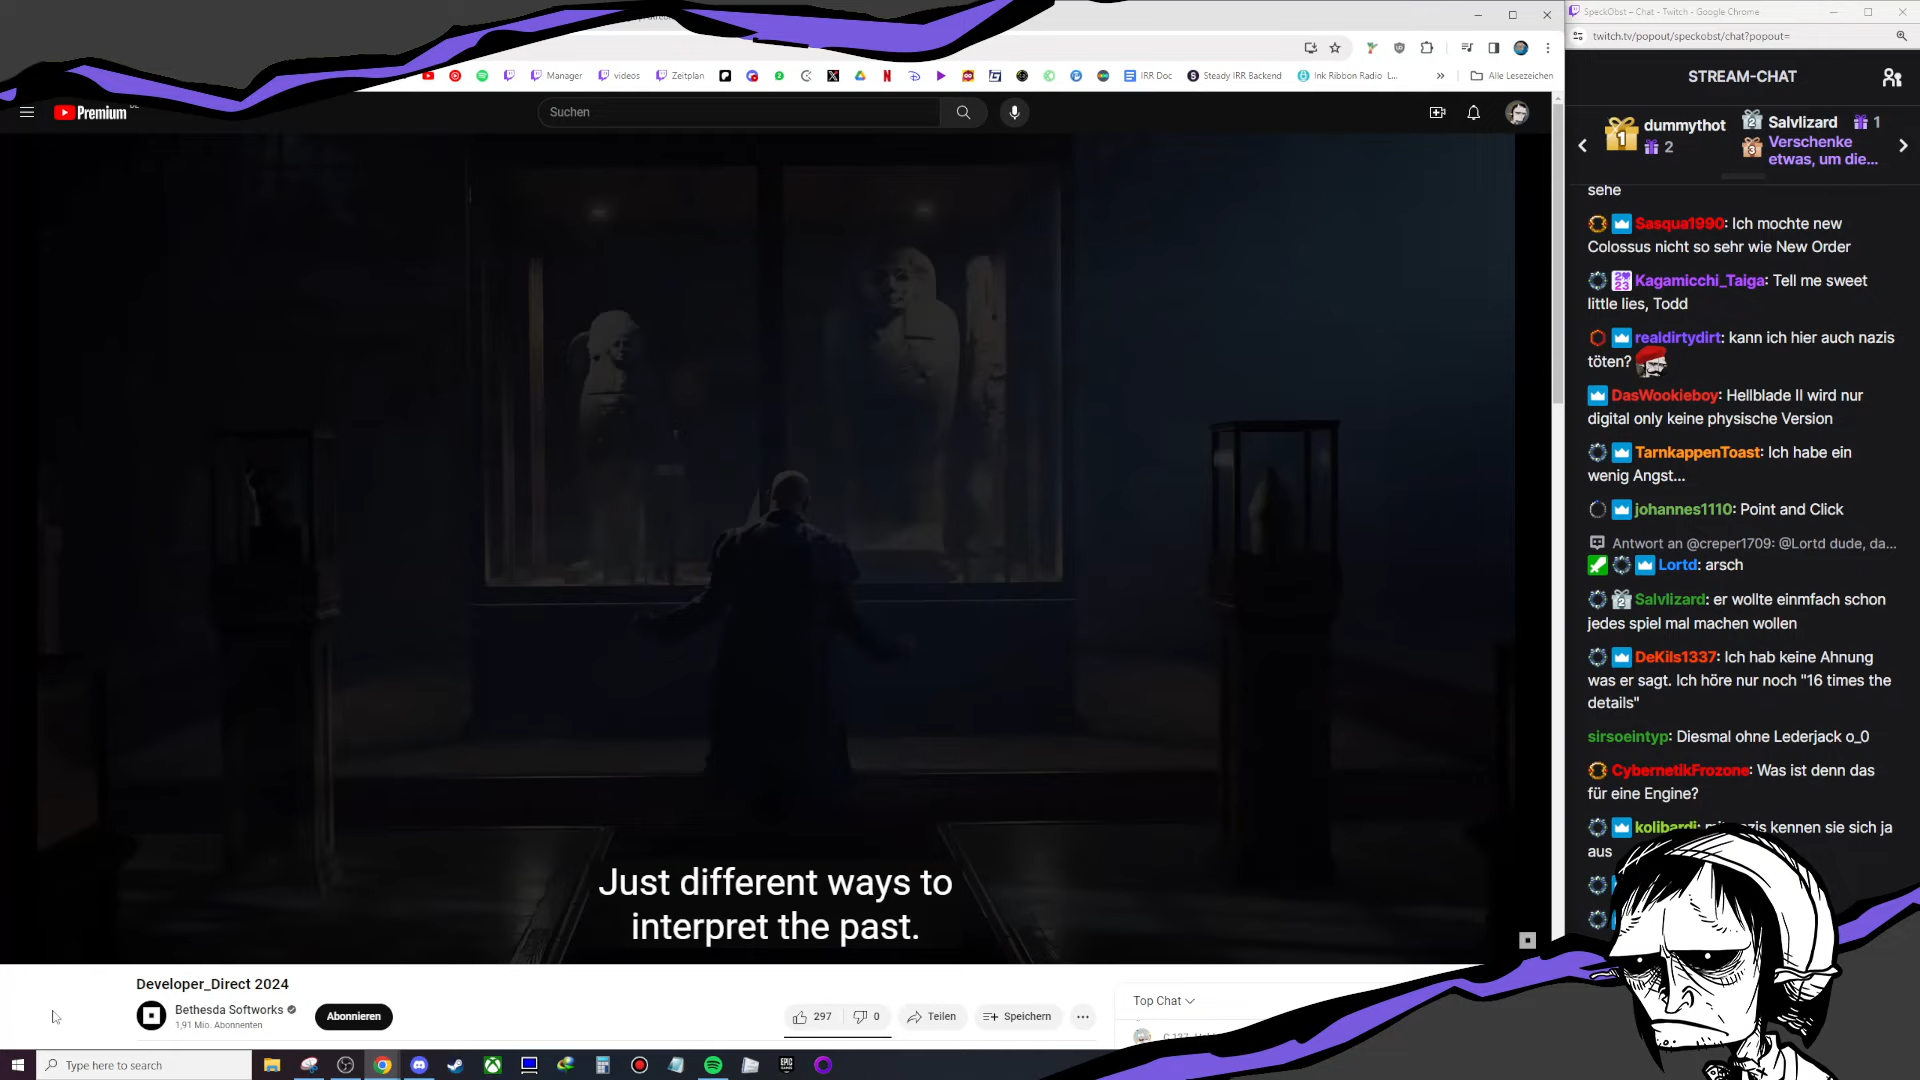 SpeckObst – Chat - Twitch - Google Chrome
twitch.tv/popout/speckobst/chat?popout=
Manager
videos
Zeitplan
IRR Doc
Steady IRR Backend
Ink Ribbon Radio L...
»
Alle Lesezeichen
Premium
Suchen
STREAM-CHAT
1 dummythot
2
2 Salvlizard 1
3 Verschenke
etwas, um die...
sehe
Sasqua1990: Ich mochte new
Colossus nicht so sehr wie New Order
Kagamicchi_Taiga: Tell me sweet
little lies, Todd
realdirtydirt: kann ich hier auch nazis
töten?
DasWookieboy: Hellblade II wird nur
digital only keine physische Version
TarnkappenToast: Ich habe ein
wenig Angst...
johannes1110: Point and Click
Antwort an @creper1709: @Lortd dude, da...
Lortd: arsch
Salvlizard: er wollte einmfach schon
jedes spiel mal machen wollen
DeKils1337: Ich hab keine Ahnung
was er sagt. Ich höre nur noch "16 times the
details"
sirsoeintyp: Diesmal ohne Lederjack o_0
CybernetikFrozone: Was ist denn das
für eine Engine?
kolibardi: kennen sie sich ja
aus
Just different ways to
interpret the past.
Developer_Direct 2024
Bethesda Softworks
1,91 Mio. Abonnenten
Abonnieren
297
0
Teilen
Speichern
Top Chat
Type here to search